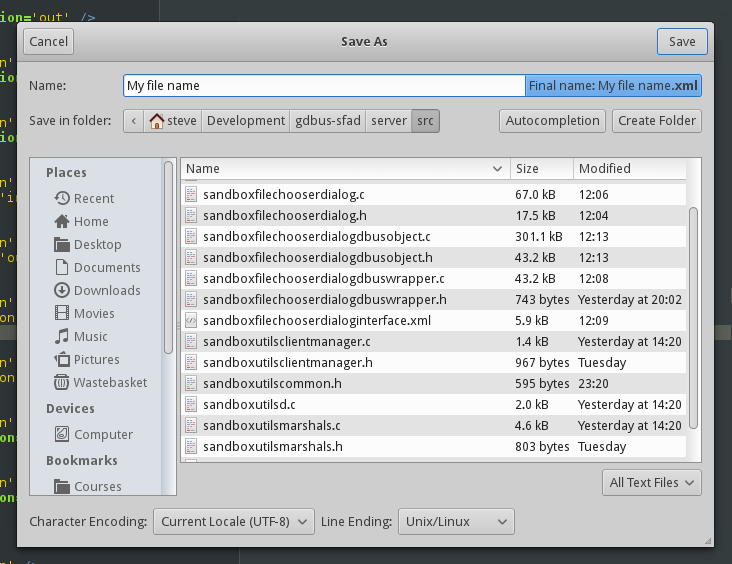 ion='out' />
Cancel
Save As
Save
Name:
My file name
Final name: My file name.xml
Save in folder:
steve
Development
gdbus-sfad
server
src
Autocompletion
Create Folder
Places
Recent
Home
Desktop
Documents
Downloads
Movies
Music
Pictures
Wastebasket
Devices
Computer
Bookmarks
Courses
Name Size Modified
sandboxfilechooserdialog.c 67.0 kB 12:06
sandboxfilechooserdialog.h 17.5 kB 12:04
sandboxfilechooserdialogdbusobject.c 301.1 kB 12:13
sandboxfilechooserdialogdbusobject.h 43.2 kB 12:13
sandboxfilechooserdialogdbuswrapper.c 43.2 kB 12:08
sandboxfilechooserdialogdbuswrapper.h 743 bytes Yesterday at 20:02
sandboxfilechooserdialoginterface.xml 5.9 kB 12:09
sandboxutilsclientmanager.c 1.4 kB Yesterday at 14:20
sandboxutilsclientmanager.h 967 bytes Tuesday
sandboxutilscommon.h 595 bytes 23:20
sandboxutilsd.c 2.0 kB Yesterday at 14:20
sandboxutilsmarshals.c 4.6 kB Yesterday at 14:20
sandboxutilsmarshals.h 803 bytes Tuesday
All Text Files
Character Encoding: Current Locale (UTF-8) Line Ending: Unix/Linux